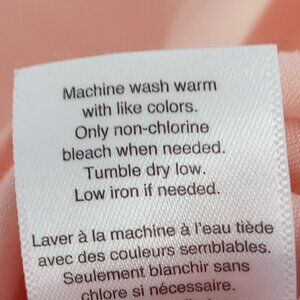 Machine wash warm
with like colors.
Only non-chlorine
bleach when needed.
Tumble dry low.
Low iron if needed.
Laver à la machine à l'eau tiède
avec des couleurs semblables.
Seulement blanchir sans
chlore si nécessaire.